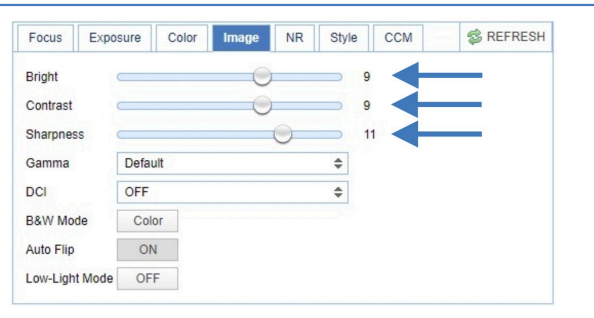 Focus Exposure Color Image NR Style CCM REFRESH
Bright 9
Contrast 9
Sharpness 11
Gamma Default
DCI OFF
B&W Mode Color
Auto Flip ON
Low-Light Mode OFF